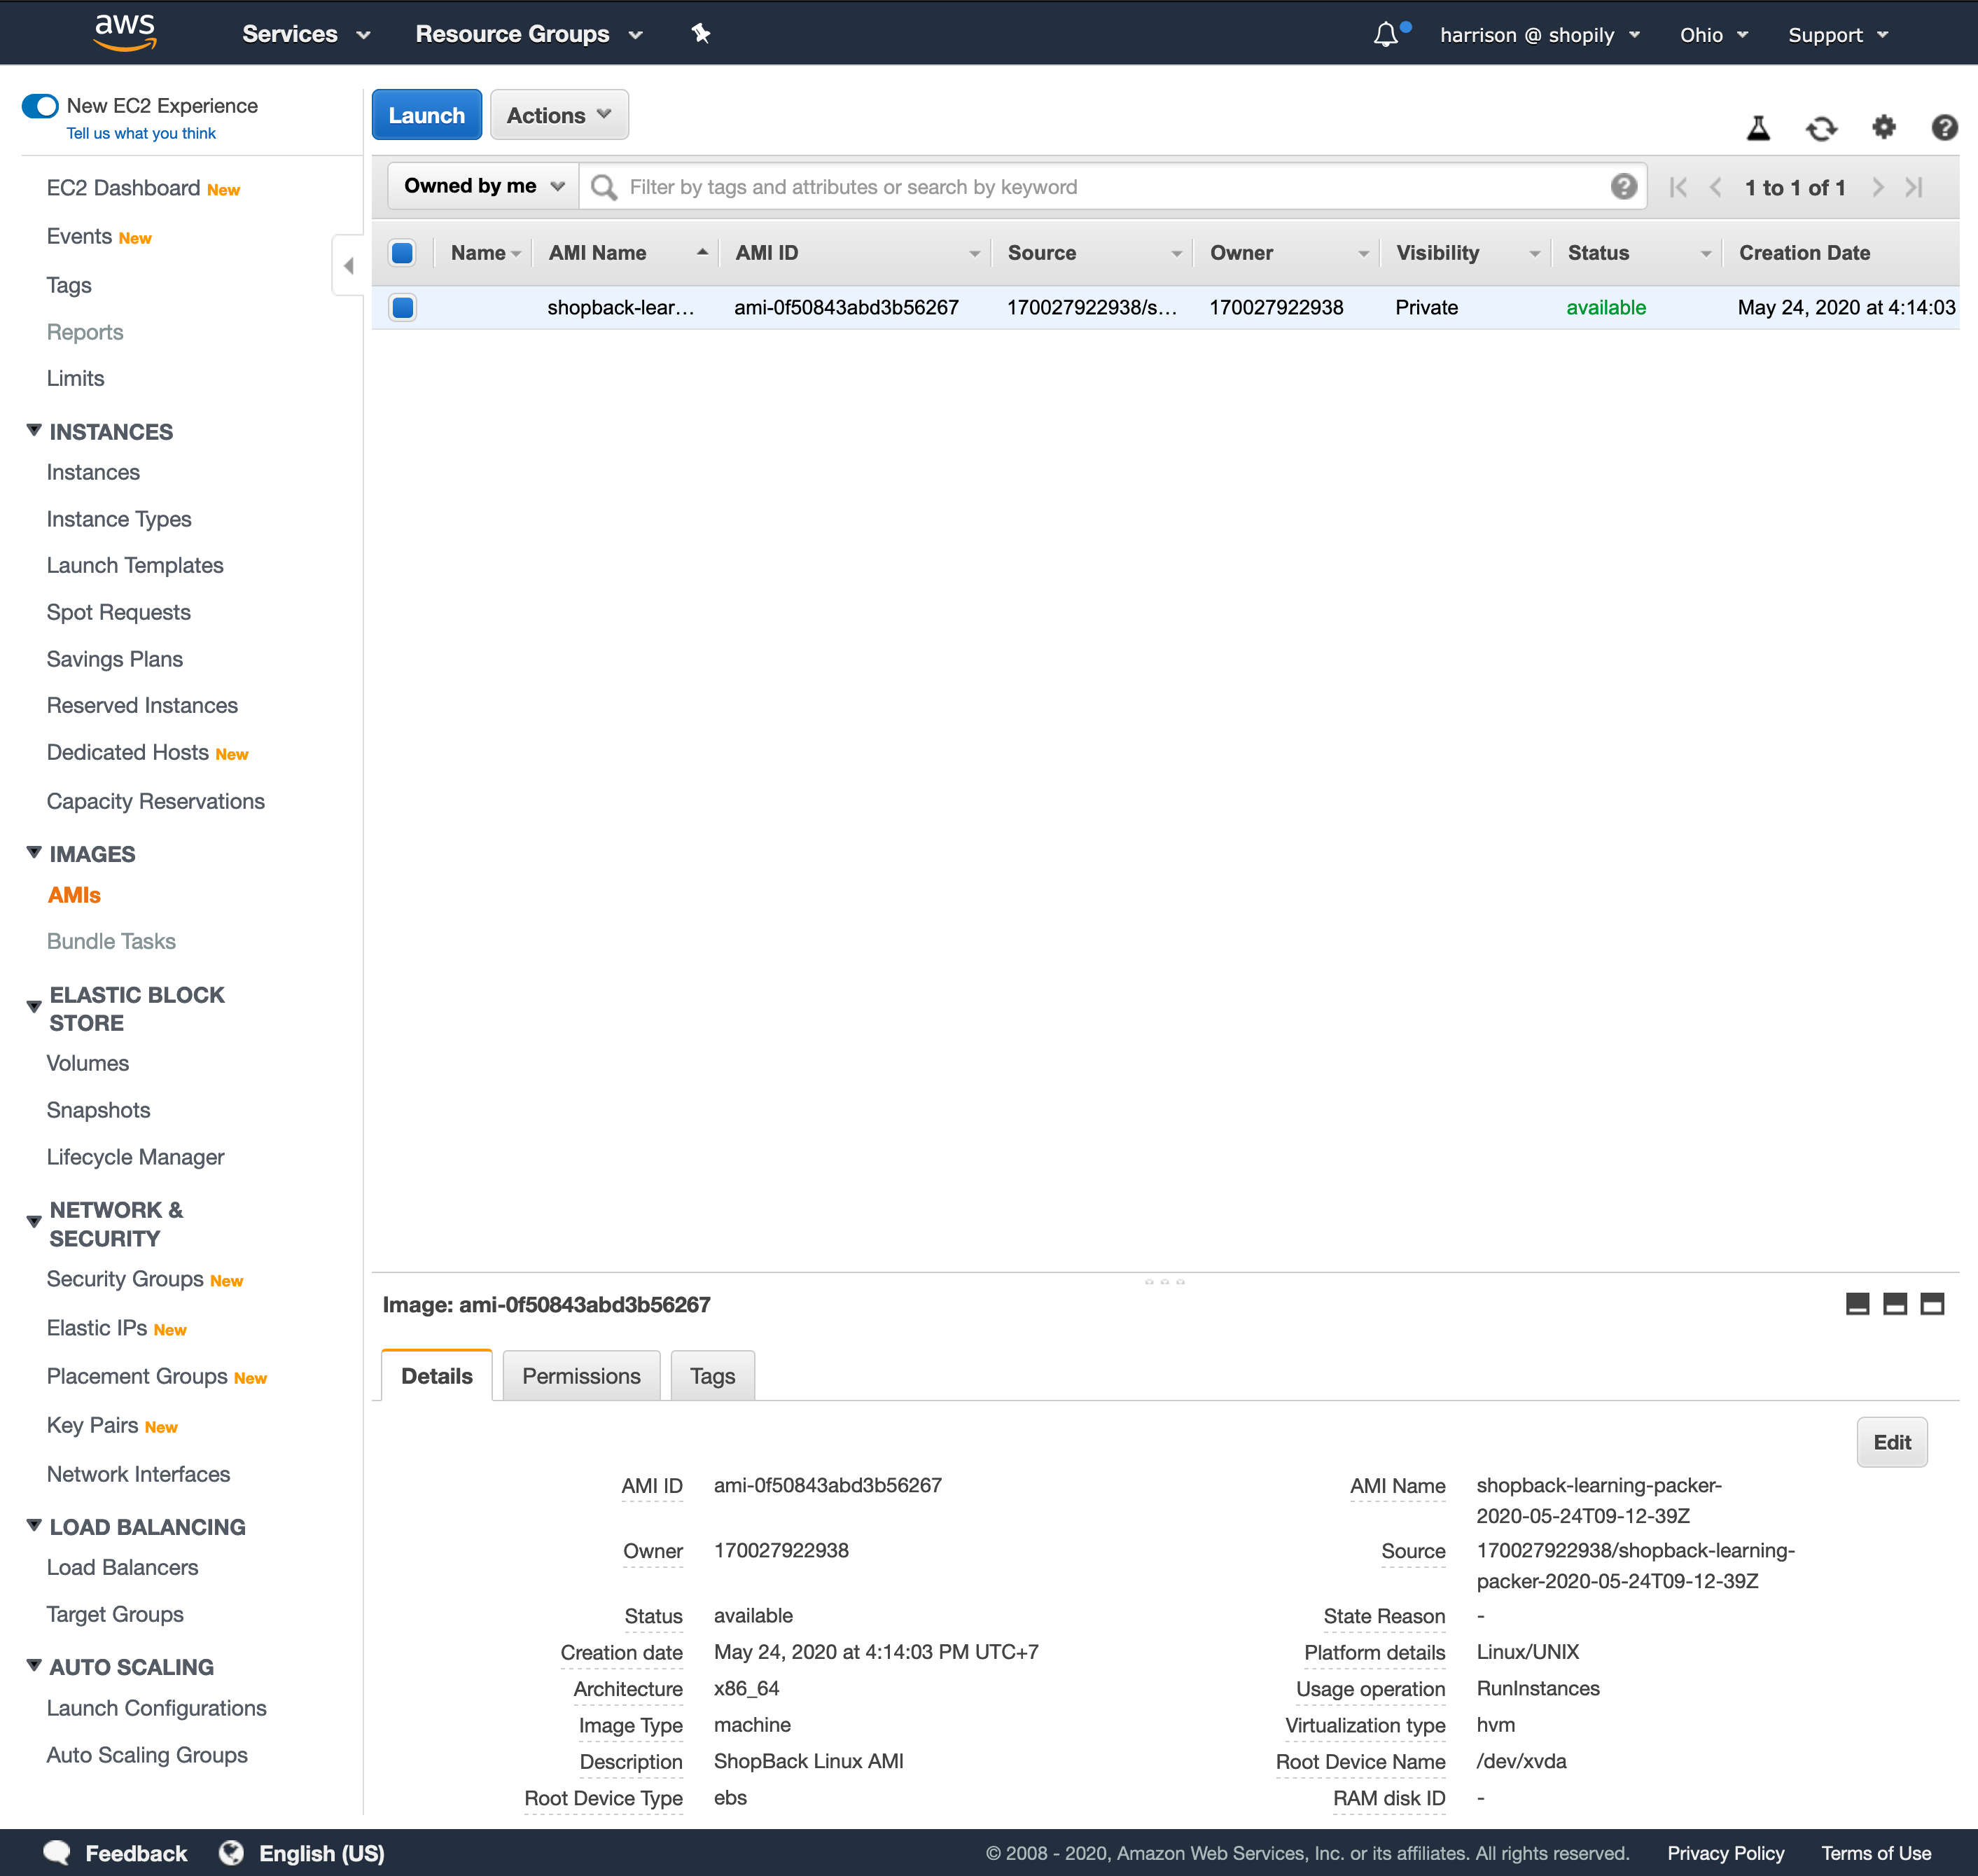 aws
Services
Resource Groups
harrison @ shopily
Ohio
Support
New EC2 Experience
Tell us what you think
EC2 Dashboard New
Events New
Tags
Reports
Limits
INSTANCES
Instances
Instance Types
Launch Templates
Spot Requests
Savings Plans
Reserved Instances
Dedicated Hosts New
Capacity Reservations
IMAGES
AMIs
Bundle Tasks
ELASTIC BLOCK
STORE
Volumes
Snapshots
Lifecycle Manager
NETWORK &
SECURITY
Security Groups New
Elastic IPs New
Placement Groups New
Key Pairs New
Network Interfaces
LOAD BALANCING
Load Balancers
Target Groups
AUTO SCALING
Launch Configurations
Auto Scaling Groups
Launch
Actions
Owned by me
Filter by tags and attributes or search by keyword
1 to 1 of 1
Name AMI Name AMI ID Source Owner Visibility Status Creation Date
shopback-lear... ami-0f50843abd3b56267 170027922938/s... 170027922938 Private available May 24, 2020 at 4:14:03
Image: ami-0f50843abd3b56267
Details
Permissions
Tags
Edit
AMI ID ami-0f50843abd3b56267
AMI Name shopback-learning-packer-
2020-05-24T09-12-39Z
Owner 170027922938
Source 170027922938/shopback-learning-
packer-2020-05-24T09-12-39Z
Status available
State Reason -
Creation date May 24, 2020 at 4:14:03 PM UTC+7
Platform details Linux/UNIX
Architecture x86_64
Usage operation RunInstances
Image Type machine
Virtualization type hvm
Description ShopBack Linux AMI
Root Device Name /dev/xvda
Root Device Type ebs
RAM disk ID -
Feedback
English (US)
© 2008 - 2020, Amazon Web Services, Inc. or its affiliates. All rights reserved.
Privacy Policy
Terms of Use